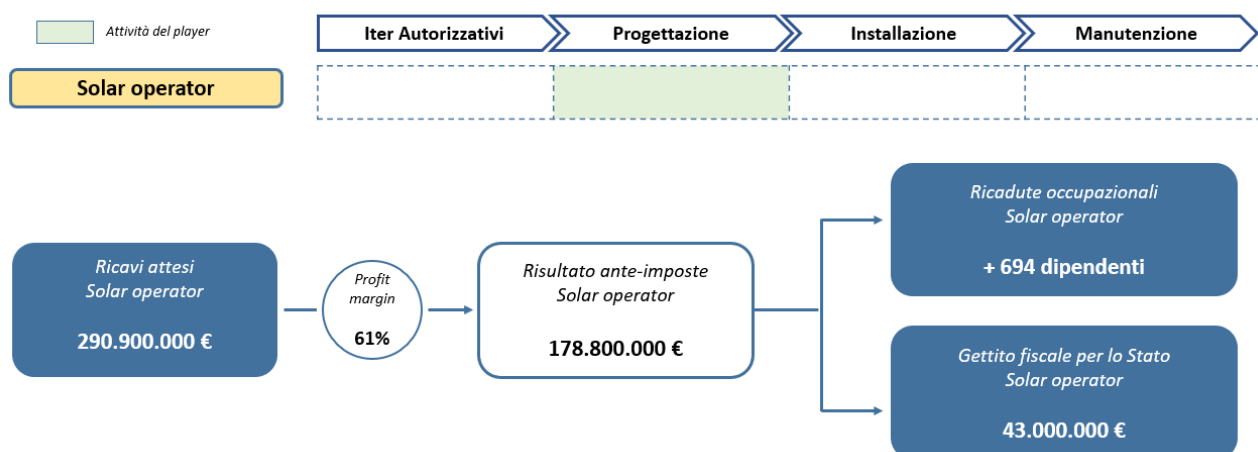 Attività del player
Iter Autorizzativi
Progettazione
Installazione
Manutenzione
Solar operator
Ricavi attesi
Solar operator
290.900.000 €
Profit
margin
61%
Risultato ante-imposte
Solar operator
178.800.000 €
Ricadute occupazionali
Solar operator
+ 694 dipendenti
Gettito fiscale per lo Stato
Solar operator
43.000.000 €